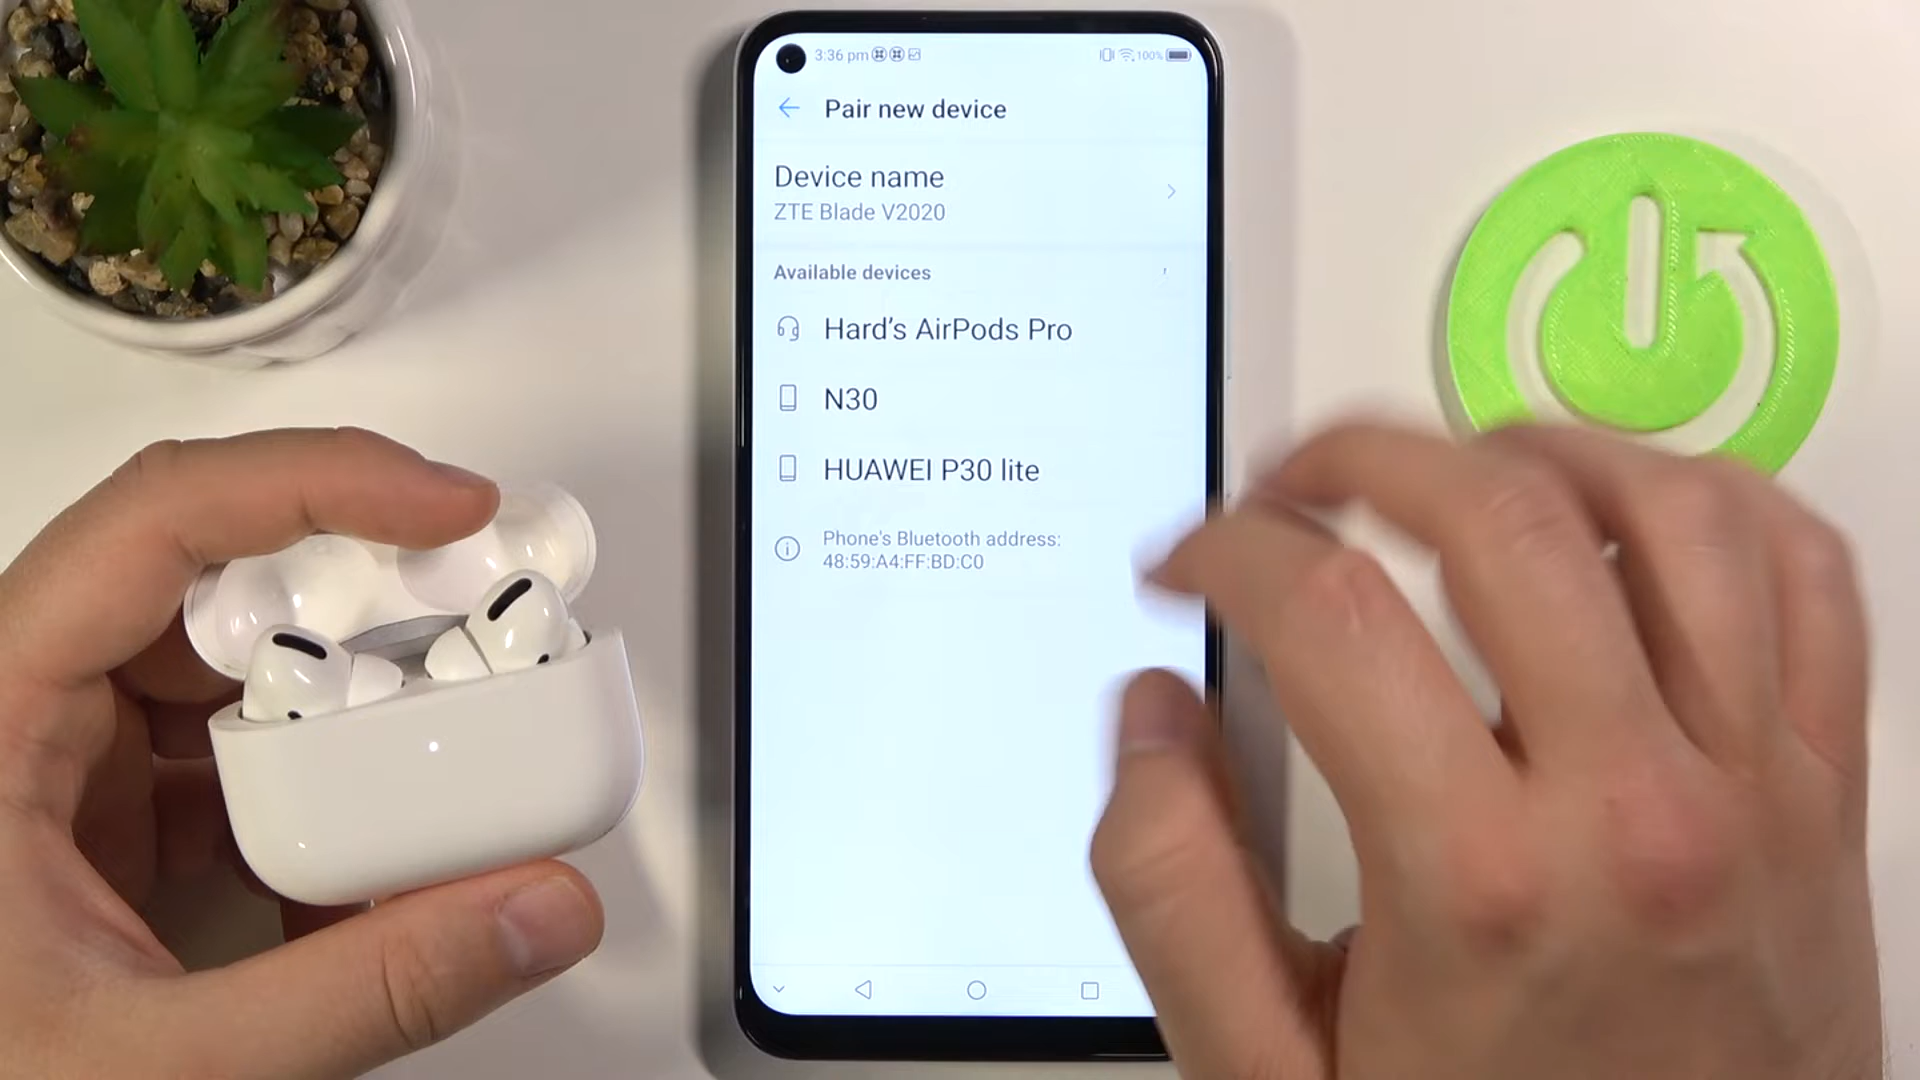 3:36 pm
100%
Pair new device
Device name
ZTE Blade V2020
Available devices
Hard’s AirPods Pro
N30
HUAWEI P30 lite
Phone's Bluetooth address:
48:59:A4:FF:BD:C0